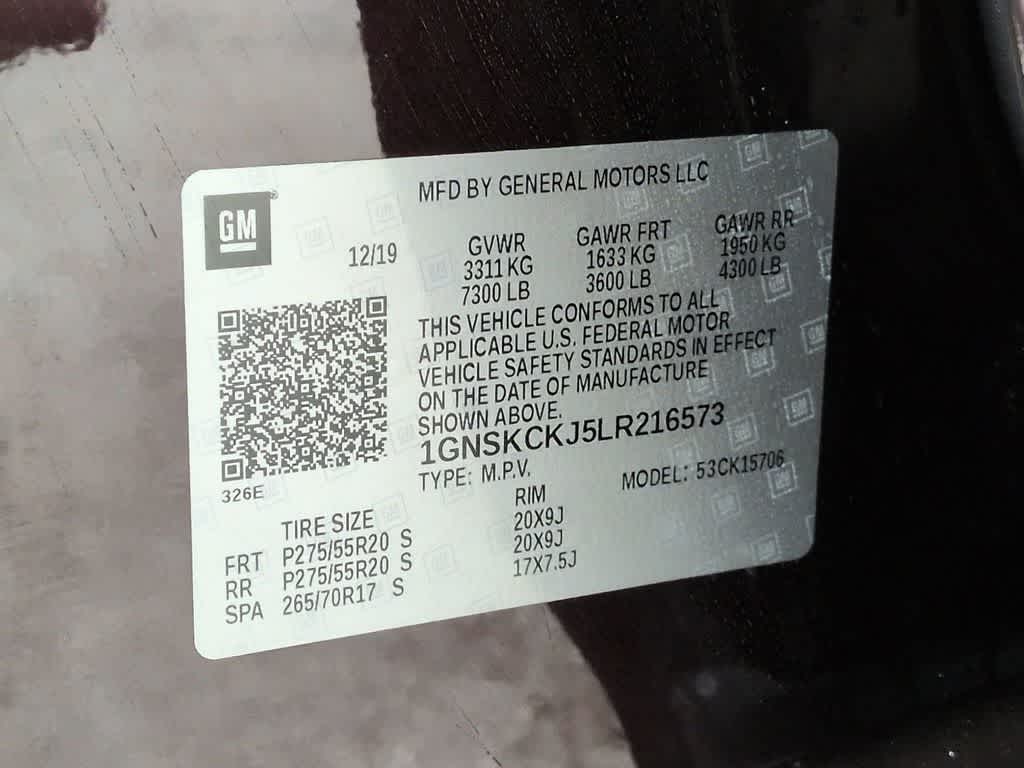 GM
MFD BY GENERAL MOTORS LLC
12/19
GVWR GAWR FRT GAWR RR
3311 KG 1633 KG 1950 KG
7300 LB 3600 LB 4300 LB
THIS VEHICLE CONFORMS TO ALL
APPLICABLE U.S. FEDERAL MOTOR
VEHICLE SAFETY STANDARDS IN EFFECT
ON THE DATE OF MANUFACTURE
SHOWN ABOVE.
1GNSKCKJ5LR216573
TYPE: M.P.V. MODEL: 53CK15706
326E
TIRE SIZE RIM
FRT P275/55R20 S 20X9J
RR P275/55R20 S 20X9J
SPA 265/70R17 S 17X7.5J